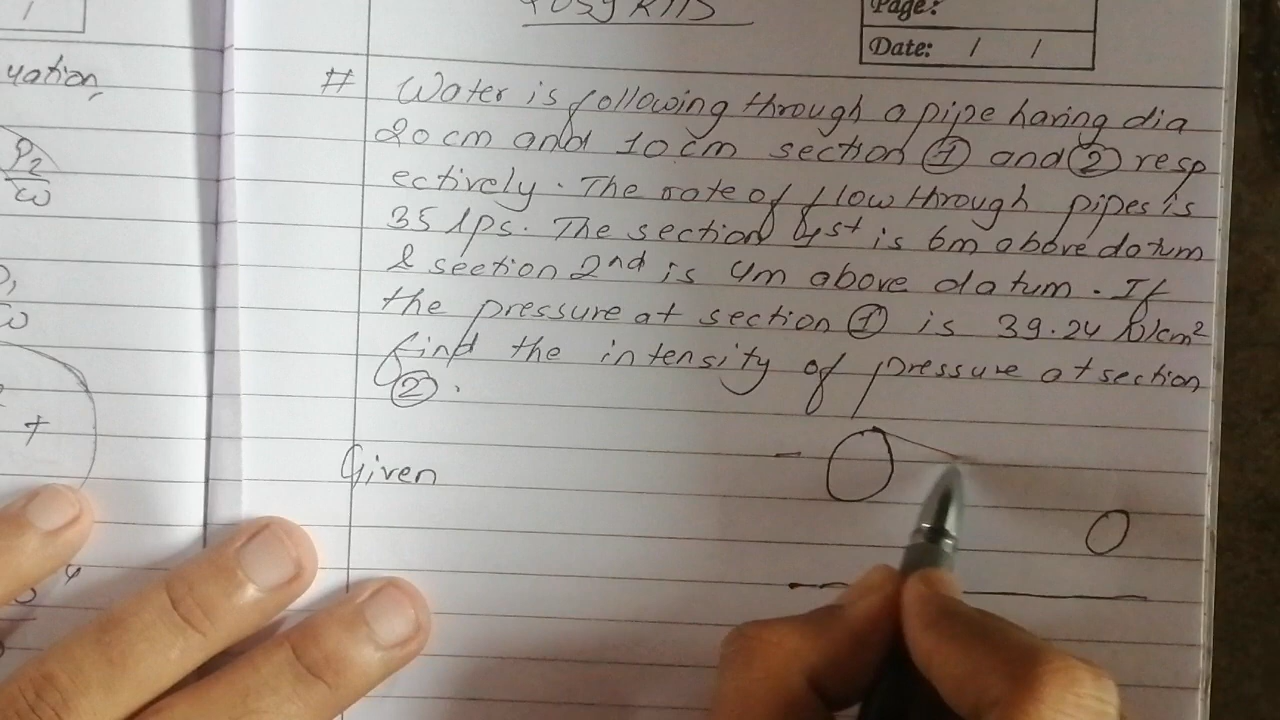 Page:
Date: / /
uation,
P2
ω
ω
# Water is following through a pipe having dia
20 cm and 10 cm section ① and ② resp
ectively. The rate of flow through pipes is
35 lps. The section 1st is 6m above datum
& section 2nd is 4m above datum. If
the pressure at section ① is 39.24 N/cm²
find the intensity of pressure at section
②.
Given